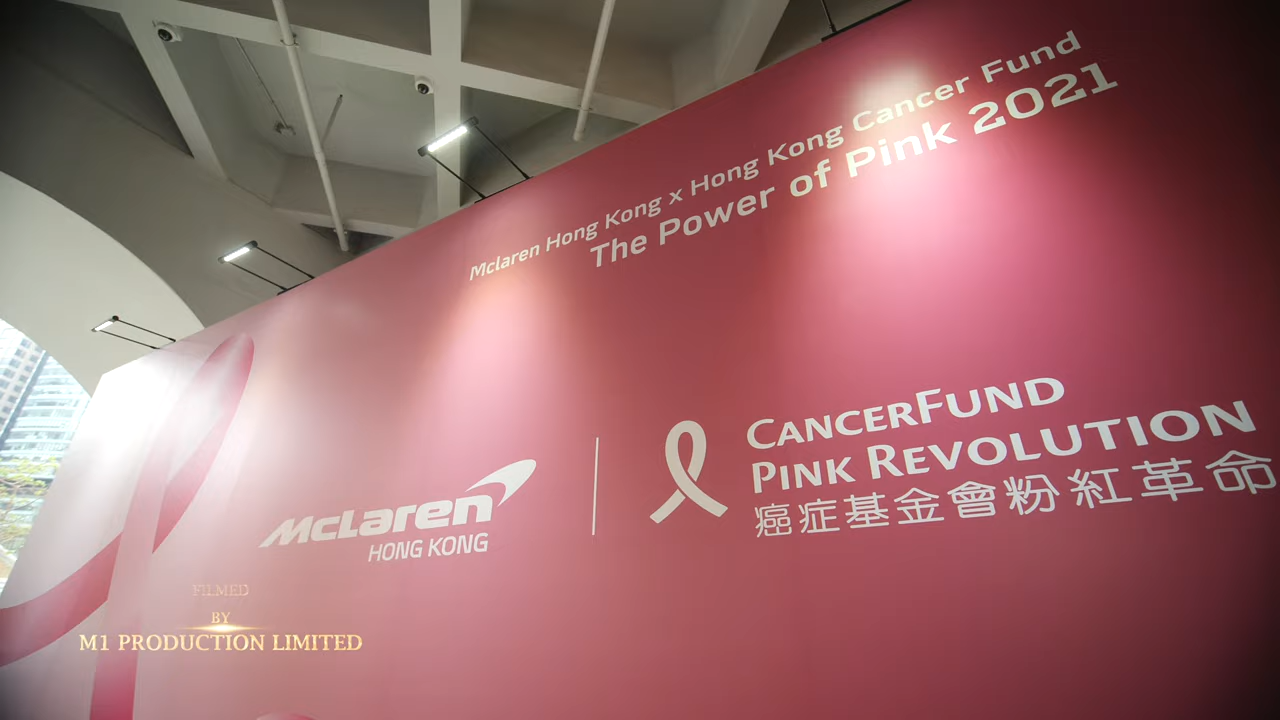 Mclaren Hong Kong x Hong Kong Cancer Fund
The Power of Pink 2021
McLaren
HONG KONG
CANCERFUND
PINK REVOLUTION
癌症基金會粉紅革命
FILMED
BY
M1 PRODUCTION LIMITED